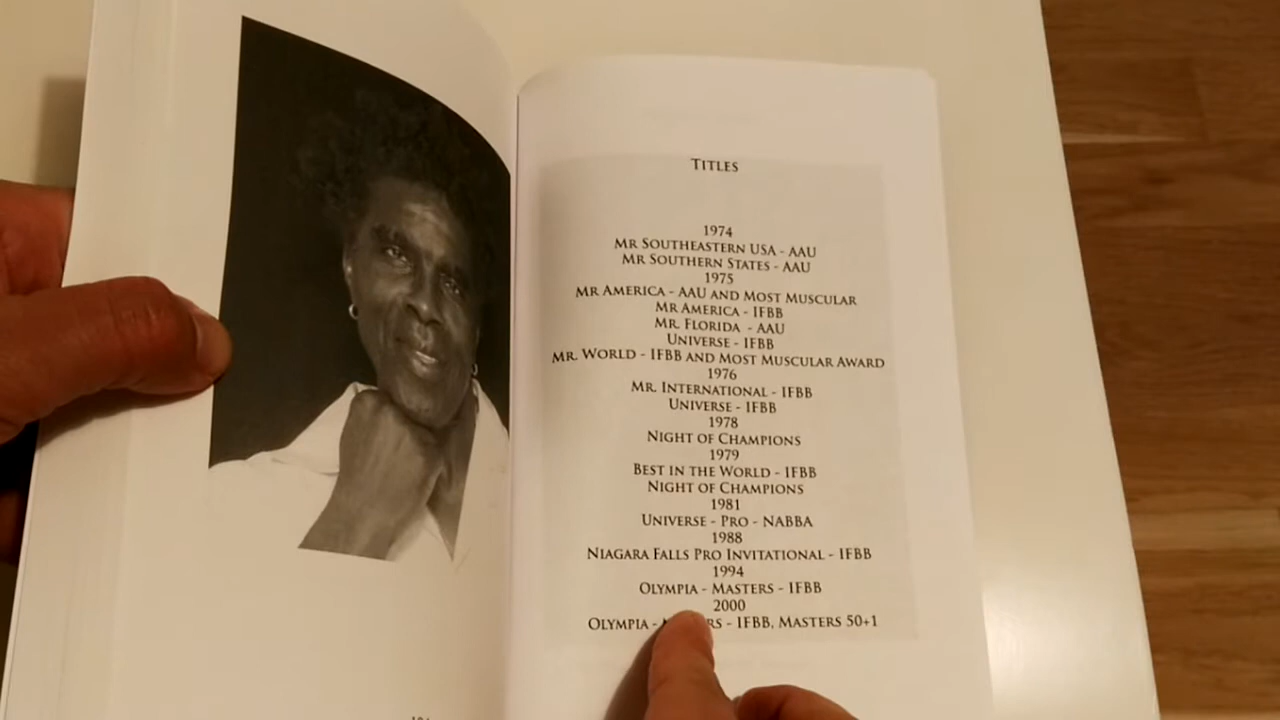 TITLES
1974
MR SOUTHEASTERN USA - AAU
MR SOUTHERN STATES - AAU
1975
MR AMERICA - AAU AND MOST MUSCULAR
MR AMERICA - IFBB
MR. FLORIDA - AAU
UNIVERSE - IFBB
MR. WORLD - IFBB AND MOST MUSCULAR AWARD
1976
MR. INTERNATIONAL - IFBB
UNIVERSE - IFBB
1978
NIGHT OF CHAMPIONS
1979
BEST IN THE WORLD - IFBB
NIGHT OF CHAMPIONS
1981
UNIVERSE - PRO - NABBA
1988
NIAGARA FALLS PRO INVITATIONAL - IFBB
1994
OLYMPIA - MASTERS - IFBB
2000
OLYMPIA - - IFBB, MASTERS 50+1